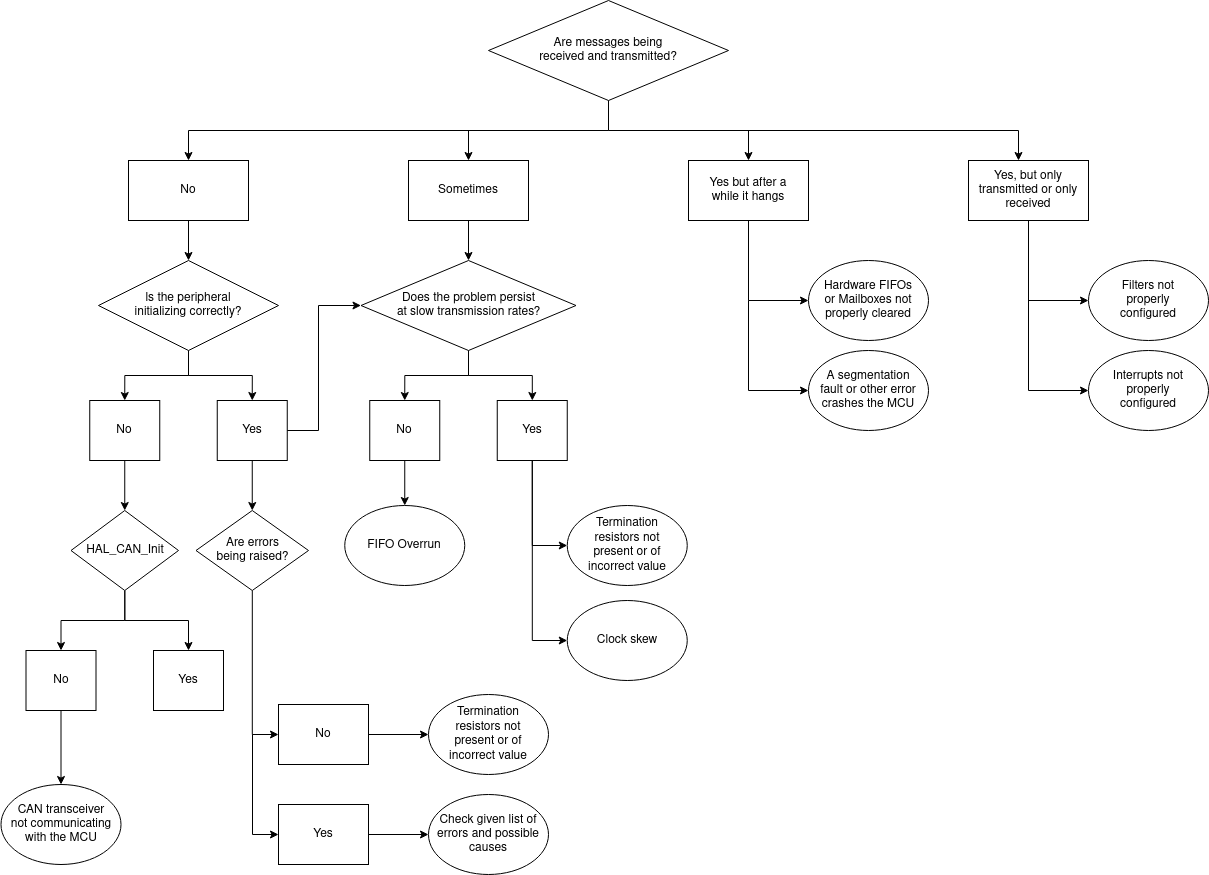 Are messages being
received and transmitted?
No
Sometimes
Yes but after a
while it hangs
Yes, but only
transmitted or only
received
Is the peripheral
initializing correctly?
Does the problem persist
at slow transmission rates?
Hardware FIFOs
or Mailboxes not
properly cleared
Filters not
properly
configured
A segmentation
fault or other error
crashes the MCU
Interrupts not
properly
configured
No
Yes
No
Yes
HAL_CAN_Init
Are errors
being raised?
FIFO Overrun
Termination
resistors not
present or of
incorrect value
Clock skew
No
Yes
No
Termination
resistors not
present or of
incorrect value
CAN transceiver
not communicating
with the MCU
Yes
Check given list of
errors and possible
causes